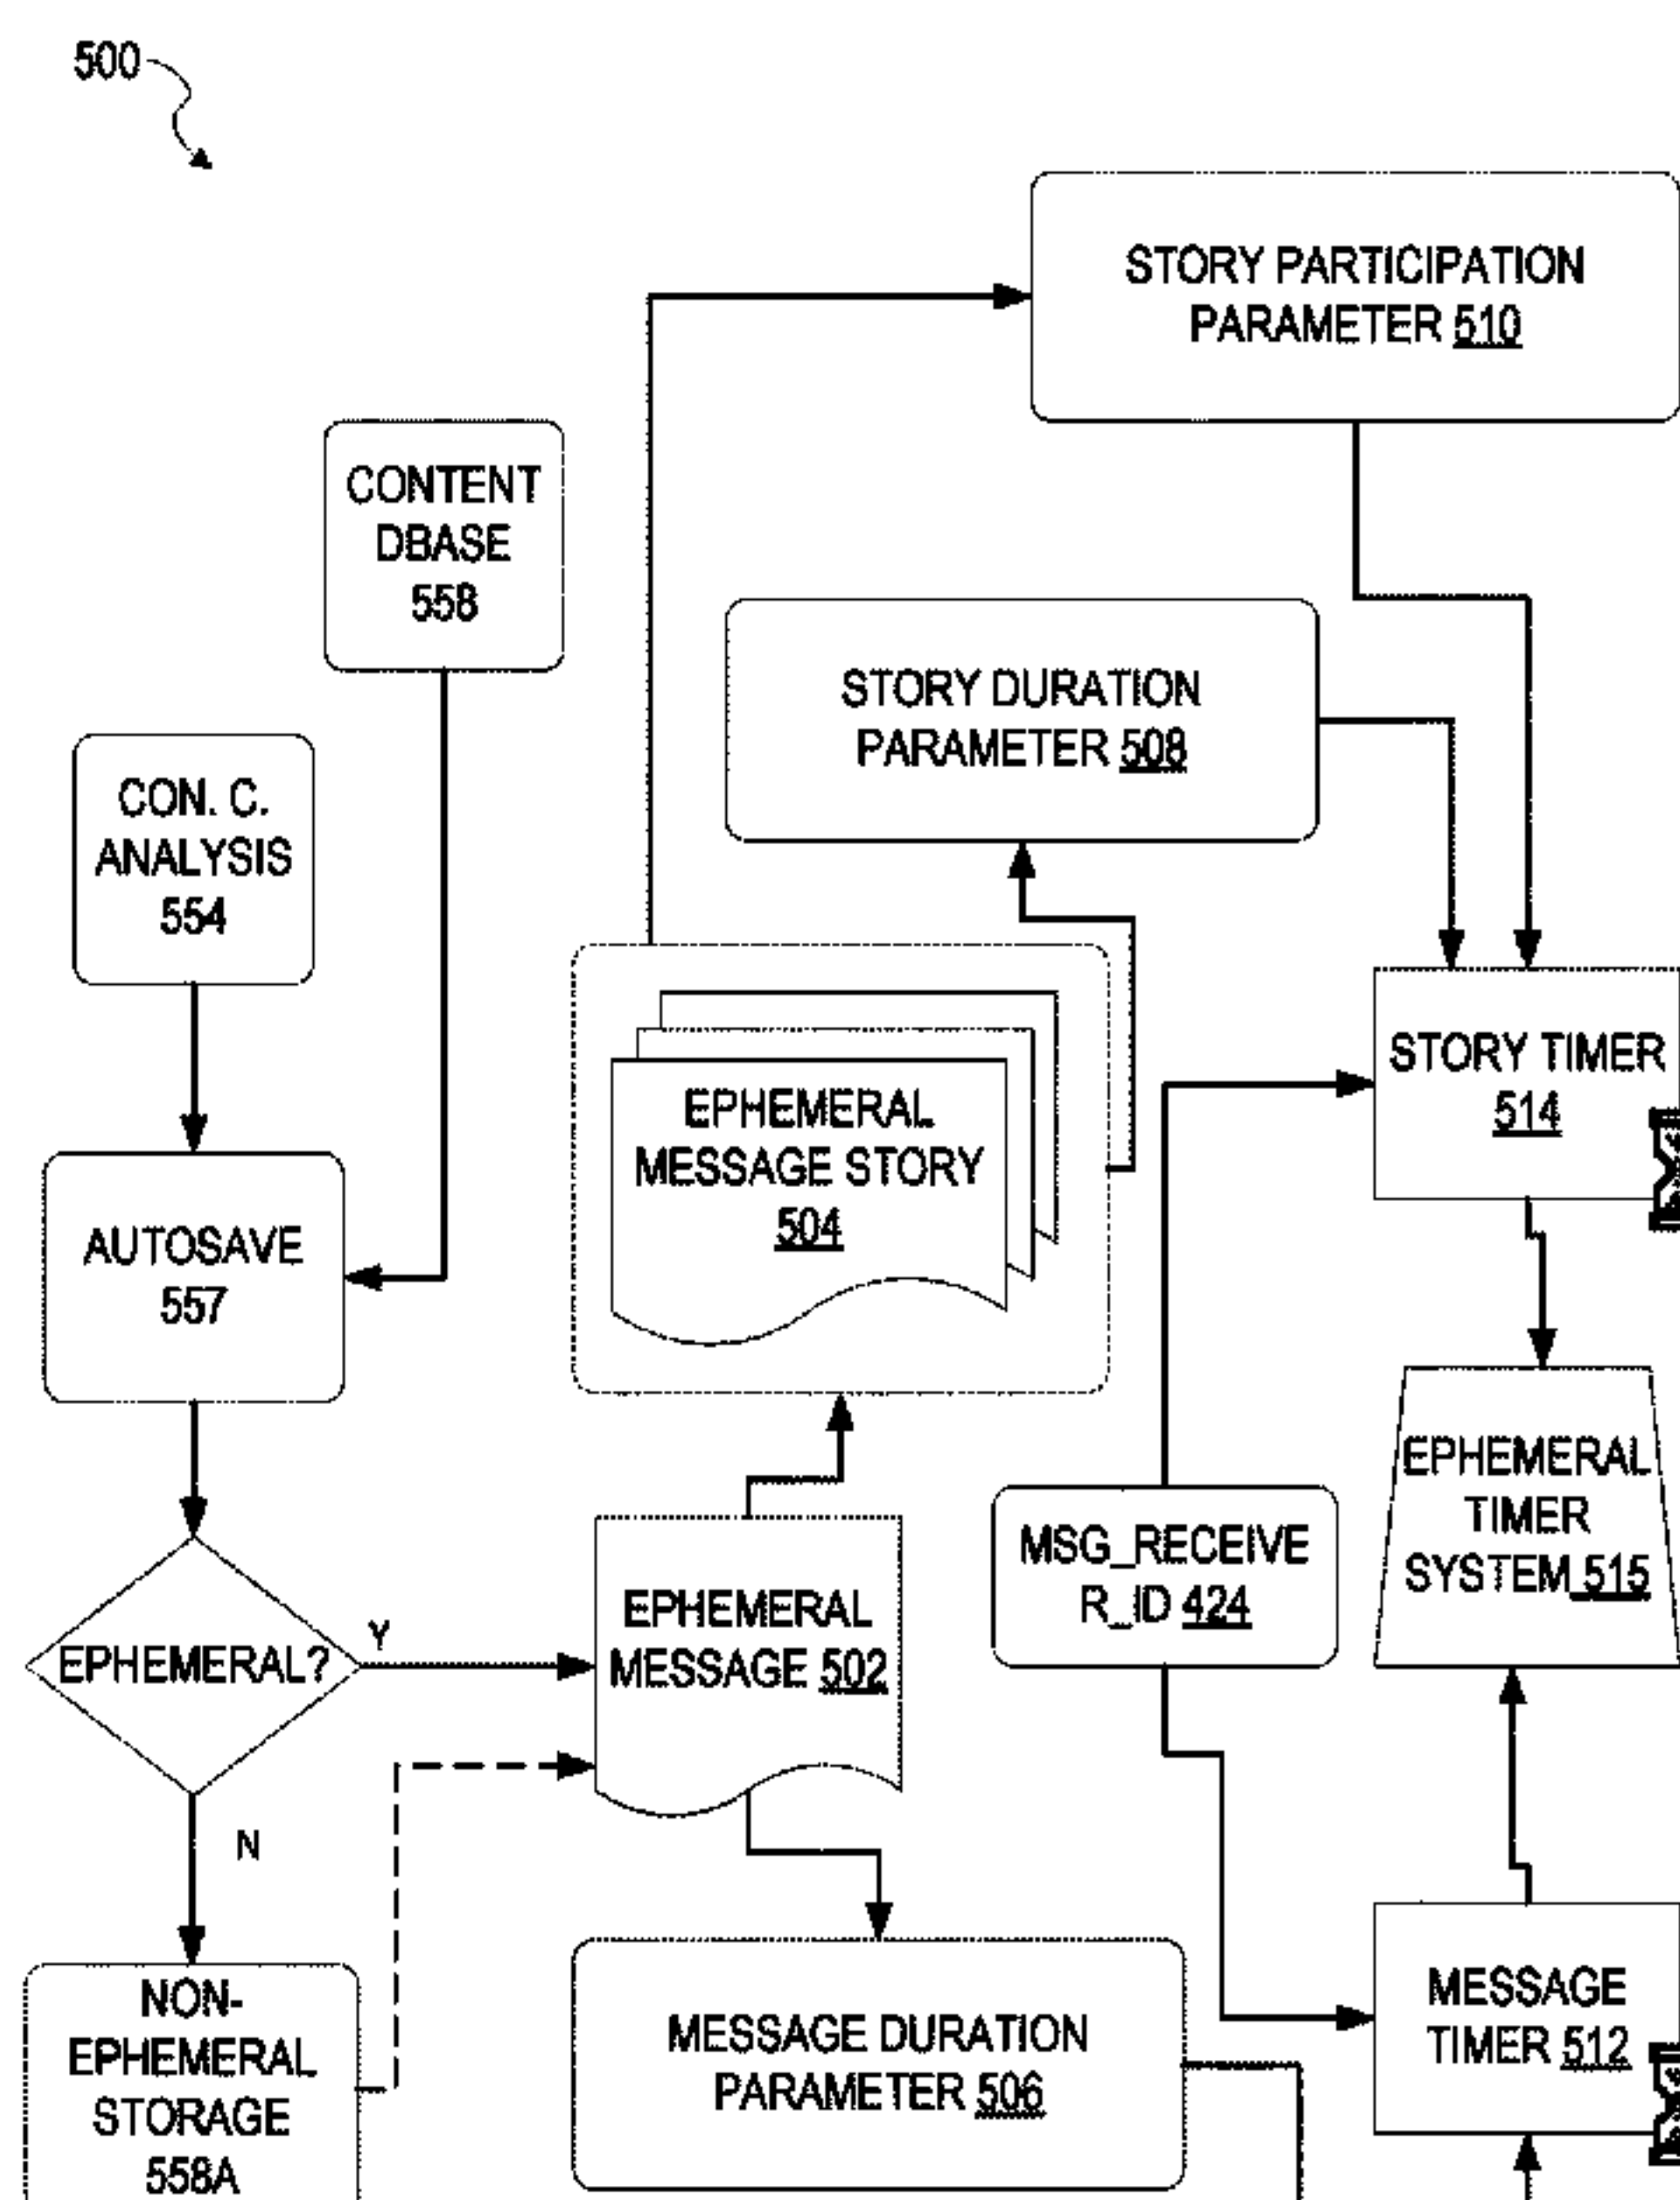 500
STORY PARTICIPATION
PARAMETER 510
CONTENT
DBASE
558
STORY DURATION
PARAMETER 508
CON. C.
ANALYSIS
554
STORY TIMER
514
EPHEMERAL
MESSAGE STORY
504
AUTOSAVE
557
EPHEMERAL
TIMER
SYSTEM 515
MSG_RECEIVE
R_ID 424
EPHEMERAL
MESSAGE 502
EPHEMERAL?
Y
N
MESSAGE
TIMER 512
NON-
EPHEMERAL
STORAGE
558A
MESSAGE DURATION
PARAMETER 506